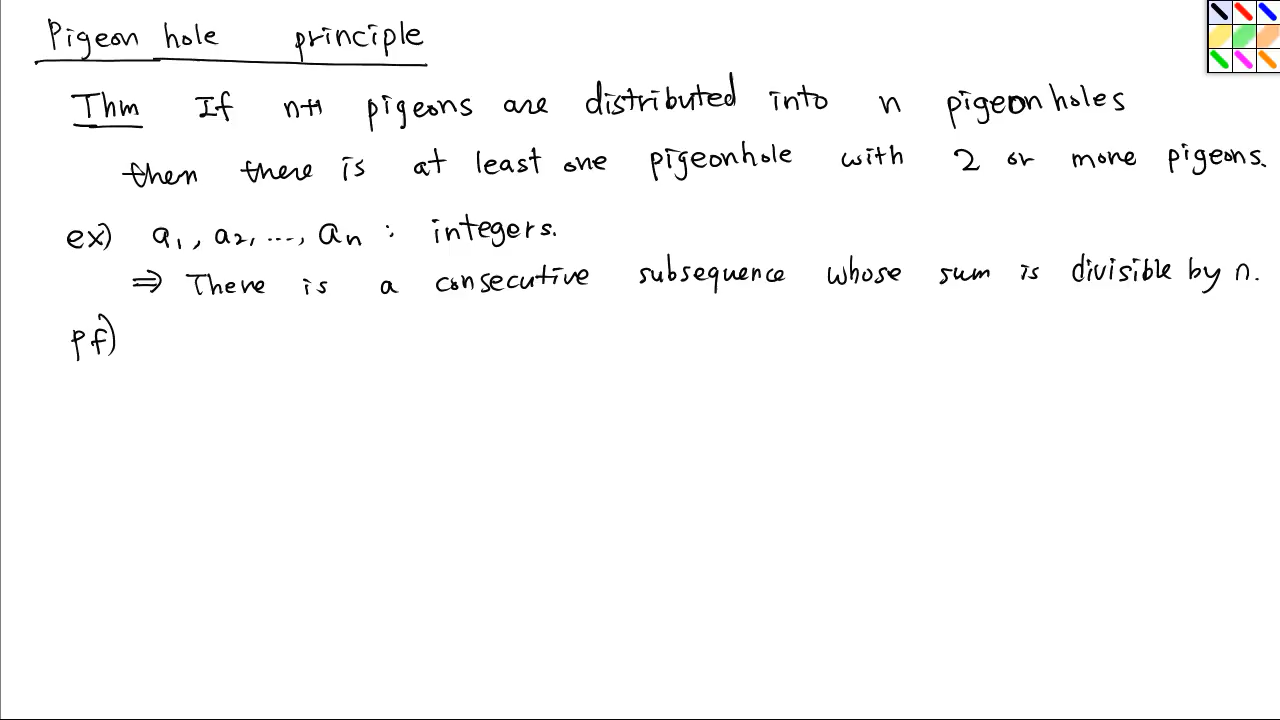 Pigeon hole principle
Thm If n+1 pigeons are distributed into n pigeonholes
then there is at least one pigeonhole with 2 or more pigeons.
ex) a₁, a₂, ..., aₙ : integers.
⇒ There is a consecutive subsequence whose sum is divisible by n.
pf)